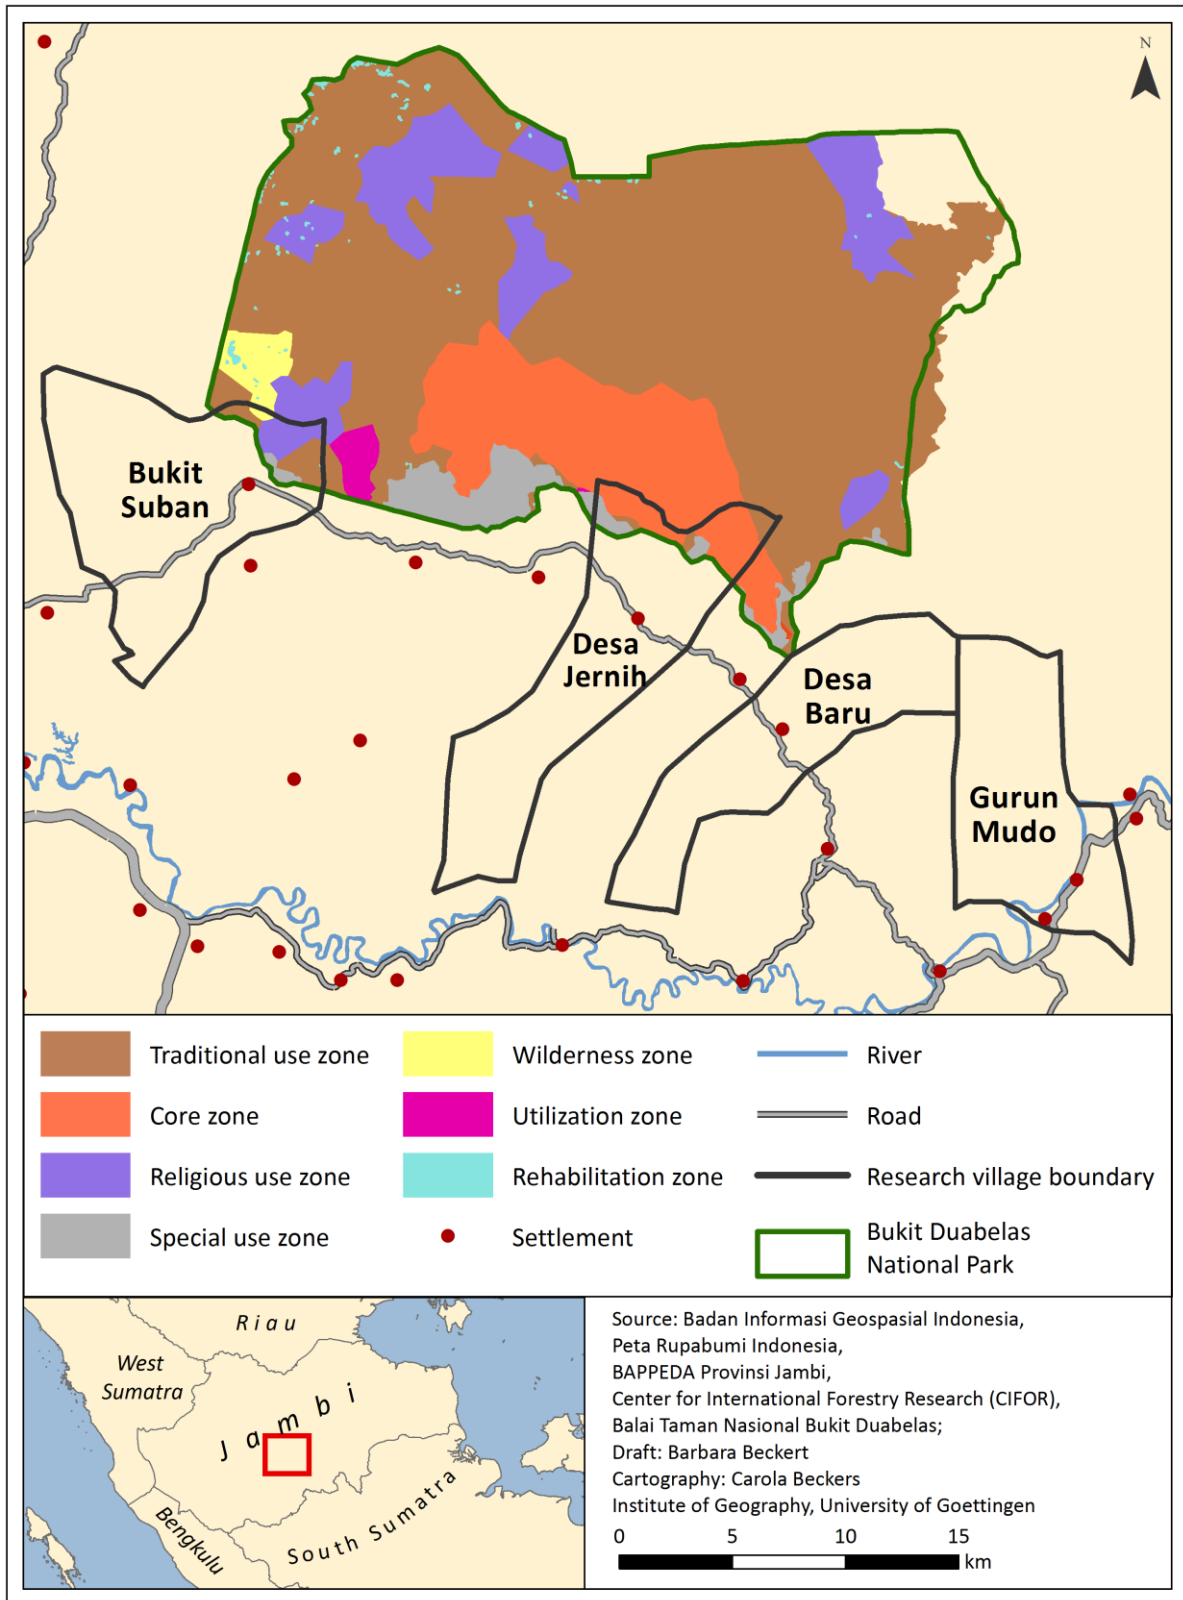 N
Bukit
Suban
Desa
Jernih
Desa
Baru
Gurun
Mudo
Traditional use zone
Core zone
Religious use zone
Special use zone
Wilderness zone
Utilization zone
Rehabilitation zone
Settlement
River
Road
Research village boundary
Bukit Duabelas
National Park
Riau
West
Sumatra
Jambi
Bengkulu
South Sumatra
Source: Badan Informasi Geospasial Indonesia,
Peta Rupabumi Indonesia,
BAPPEDA Provinsi Jambi,
Center for International Forestry Research (CIFOR),
Balai Taman Nasional Bukit Duabelas;
Draft: Barbara Beckert
Cartography: Carola Beckers
Institute of Geography, University of Goettingen
0 5 10 15
km